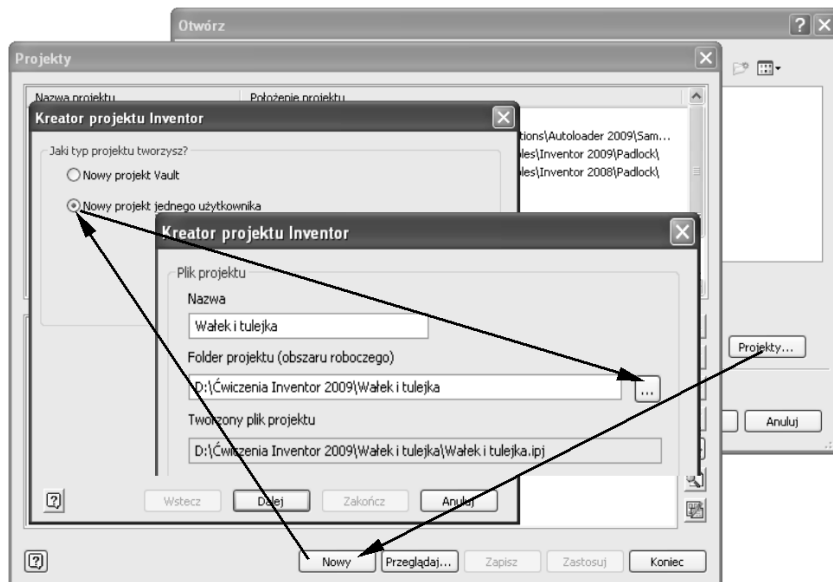 Otwórz
Projekty
Nazwa projektu Położenie projektu
Kreator projektu Inventor
tions\Autoloader 2009\Sam...
Jaki typ projektu tworzysz?
les\Inventor 2009\Padlock\
Nowy projekt Vault
les\Inventor 2008\Padlock\
Nowy projekt jednego użytkownika
Kreator projektu Inventor
Plik projektu
Nazwa
Wałek i tulejka
Folder projektu (obszaru roboczego)
Projekty...
D:\Ćwiczenia Inventor 2009\Wałek i tulejka
...
Tworzony plik projektu
Anuluj
D:\Ćwiczenia Inventor 2009\Wałek i tulejka\Wałek i tulejka.ipj
Wstecz Dalej Zakończ Anuluj
Nowy Przeglądaj... Zapisz Zastosuj Koniec